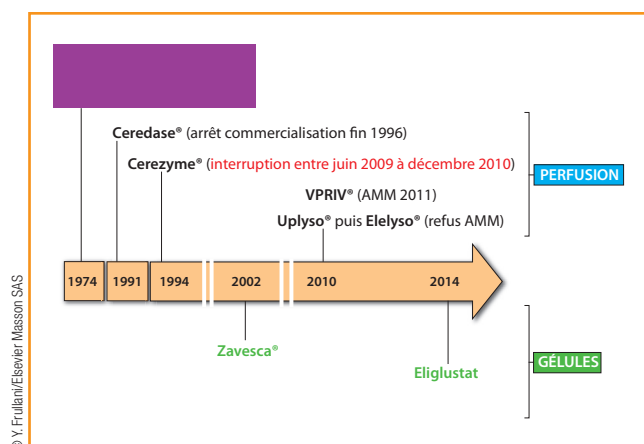 Ceredase® (arrêt commercialisation fin 1996)
Cerezyme® (interruption entre juin 2009 à décembre 2010)
PERFUSION
VPRIV® (AMM 2011)
Uplyso® puis Elelyso® (refus AMM)
1974 1991 1994 2002 2010 2014
Zavesca®
Eliglustat
GÉLULES
© Y. Frullani/Elsevier Masson SAS